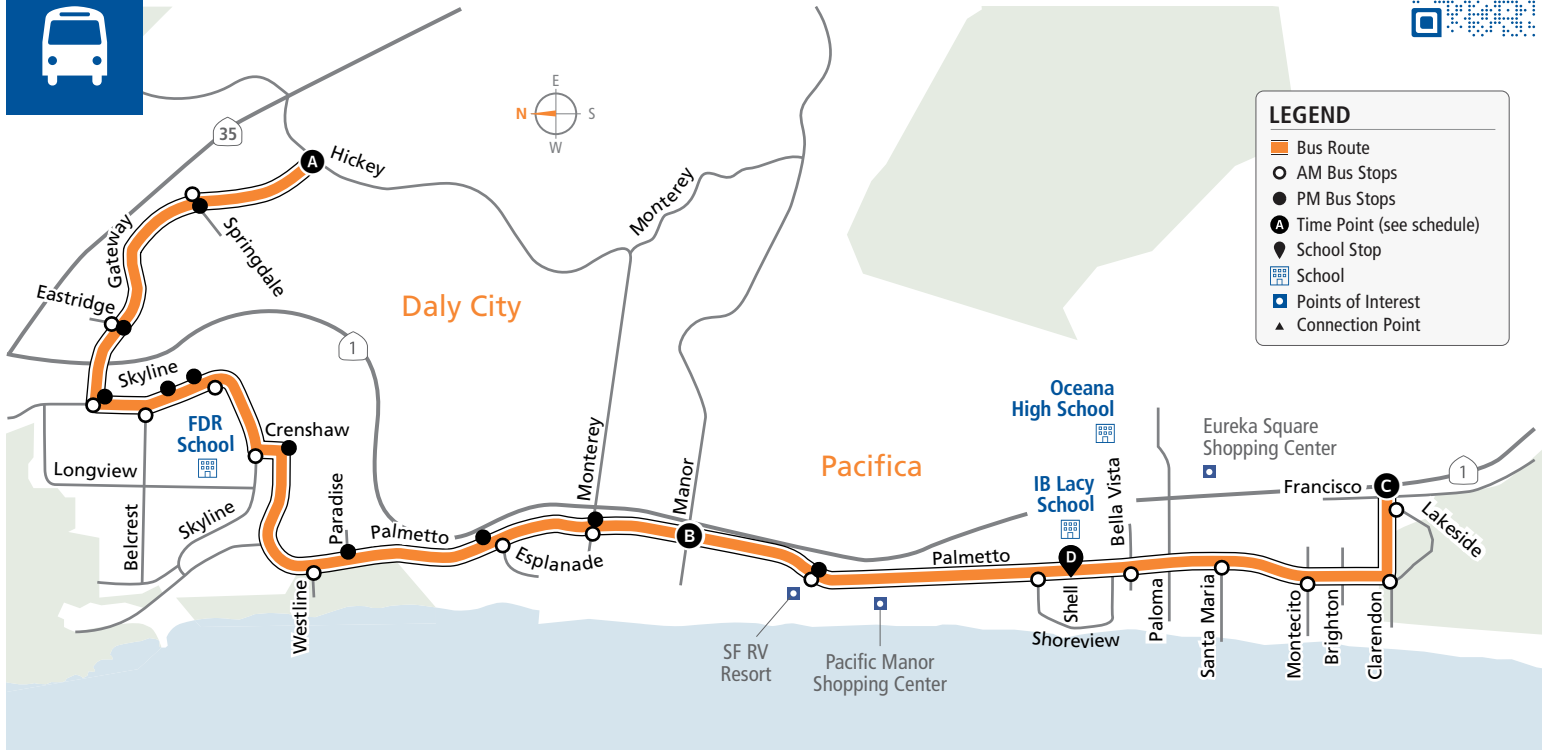 35
E
N
S
W
Hickey
Monterey
Gateway
Springdale
Eastridge
Daly City
1
Skyline
FDR
School
Crenshaw
Longview
Belcrest
Skyline
Paradise
Palmetto
Westline
Esplanade
Monterey
Manor
Pacifica
SF RV
Resort
Pacific Manor
Shopping Center
Palmetto
Oceana
High School
IB Lacy
School
Bella Vista
Shell
Shoreview
Paloma
Santa Maria
Montecito
Brighton
Clarendon
Eureka Square
Shopping Center
Francisco
Lakeside
1
A
B
C
D
LEGEND
Bus Route
AM Bus Stops
PM Bus Stops
A Time Point (see schedule)
School Stop
School
Points of Interest
Connection Point